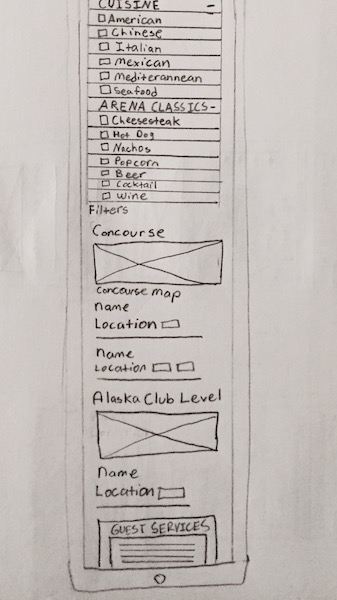 CUISINE -
American
Chinese
Italian
Mexican
Mediterannean
Seafood
ARENA CLASSICS -
Cheesesteak
Hot Dog
Nachos
Popcorn
Beer
Cocktail
Wine
Filters
Concourse
Concourse map
Name
Location
Name
Location
Alaska Club Level
Name
Location
GUEST SERVICES